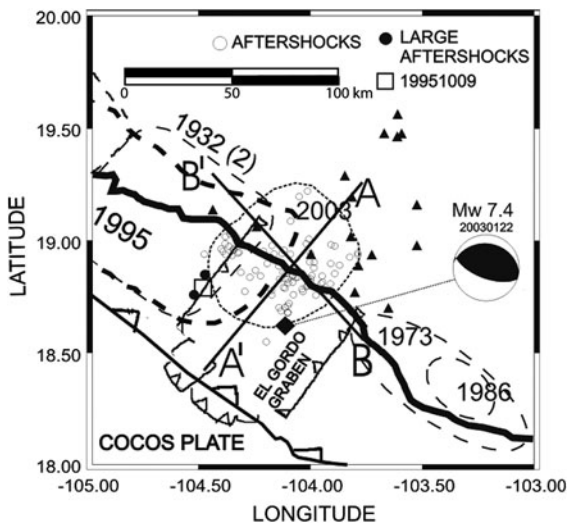 20.00
AFTERSHOCKS
LARGE
AFTERSHOCKS
0 50 100 km
19951009
19.50
1932 (2)
B'
A
2003
Mw 7.4
20030122
LATITUDE
19.00
1995
1973
A'
B
EL GORDO
GRABEN
18.50
1986
COCOS PLATE
18.00
-105.00 -104.50 -104.00 -103.50 -103.00
LONGITUDE